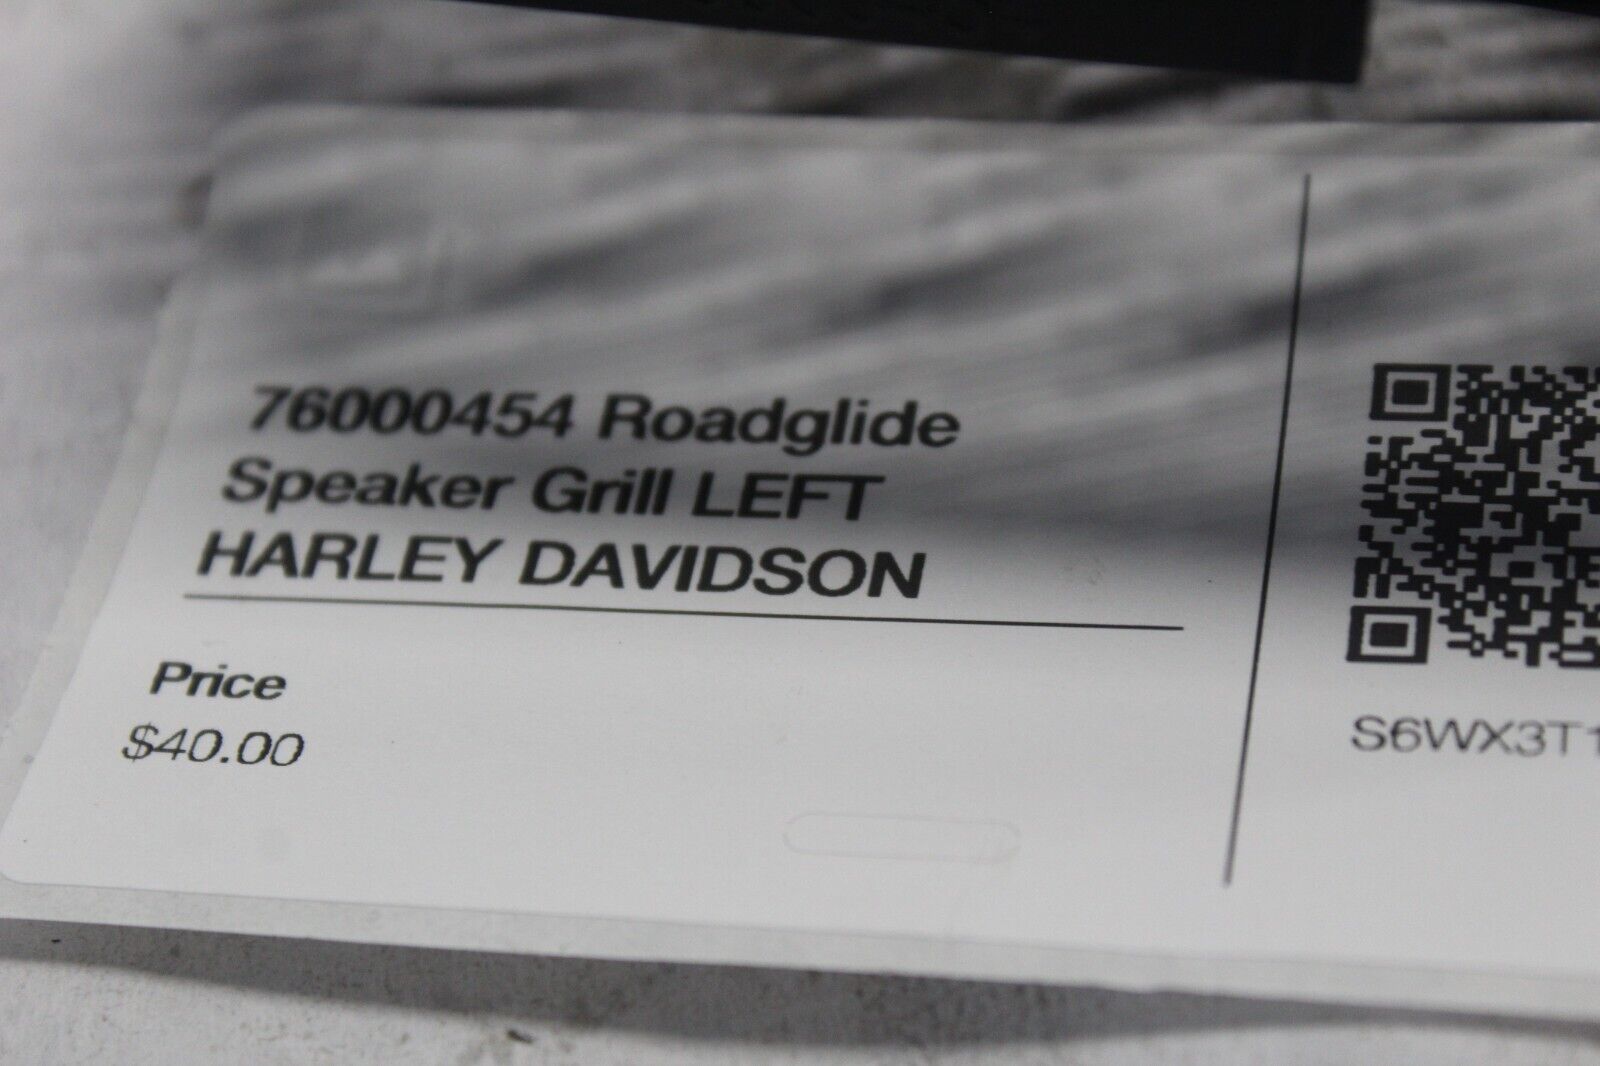 76000454 Roadglide
Speaker Grill LEFT
HARLEY DAVIDSON
Price
$40.00
S6WX3T1